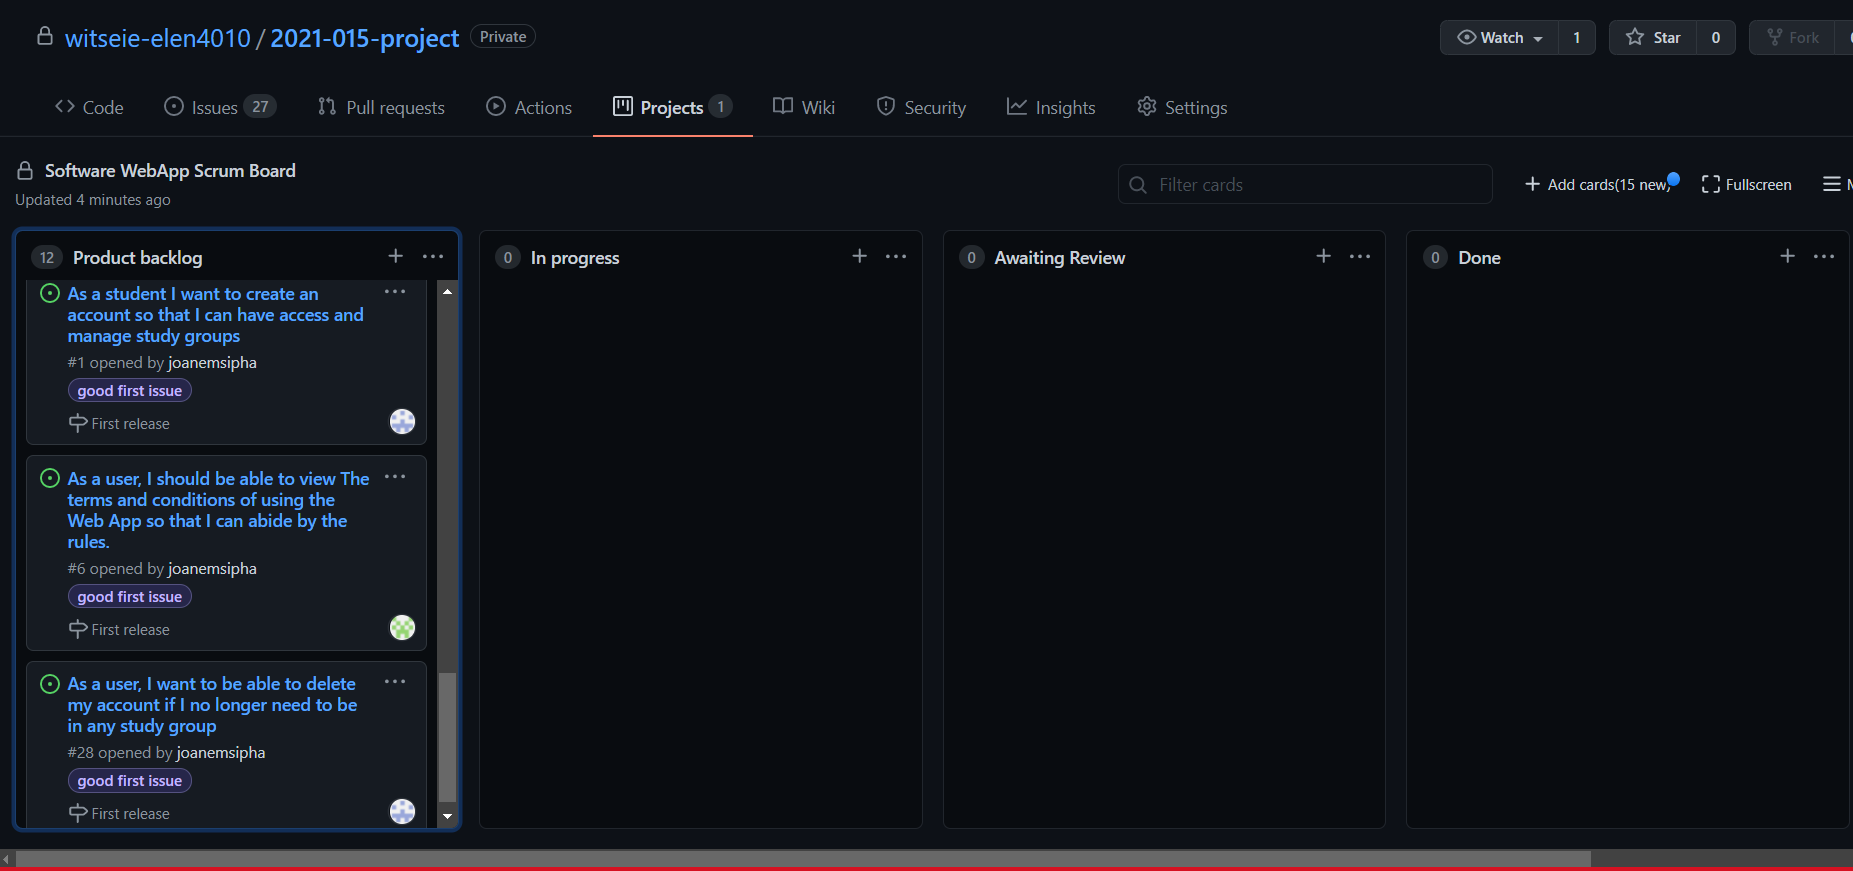 witseie-elen4010 / 2021-015-project Private
Watch 1 Star 0 Fork
Code Issues 27 Pull requests Actions Projects 1 Wiki Security Insights Settings
Software WebApp Scrum Board
Updated 4 minutes ago
Filter cards
Add cards(15 new) Fullscreen
12 Product backlog
As a student I want to create an
account so that I can have access and
manage study groups
#1 opened by joanemsipha
good first issue
First release
As a user, I should be able to view The
terms and conditions of using the
Web App so that I can abide by the
rules.
#6 opened by joanemsipha
good first issue
First release
As a user, I want to be able to delete
my account if I no longer need to be
in any study group
#28 opened by joanemsipha
good first issue
First release
0 In progress
0 Awaiting Review
0 Done